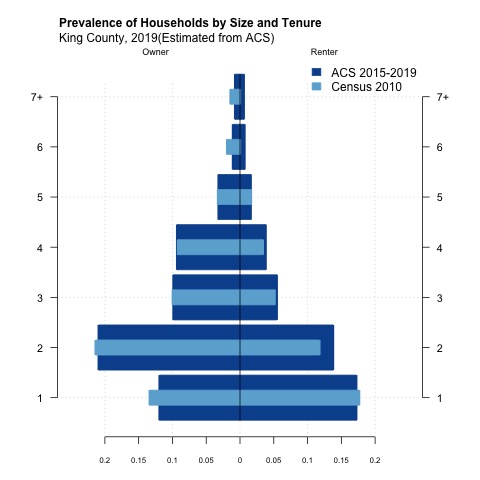 Prevalence of Households by Size and Tenure
King County, 2019(Estimated from ACS)
Owner Renter
ACS 2015-2019
Census 2010
7+ 7+
6 6
5 5
4 4
3 3
2 2
1 1
0.2 0.15 0.1 0.05 0 0.05 0.1 0.15 0.2